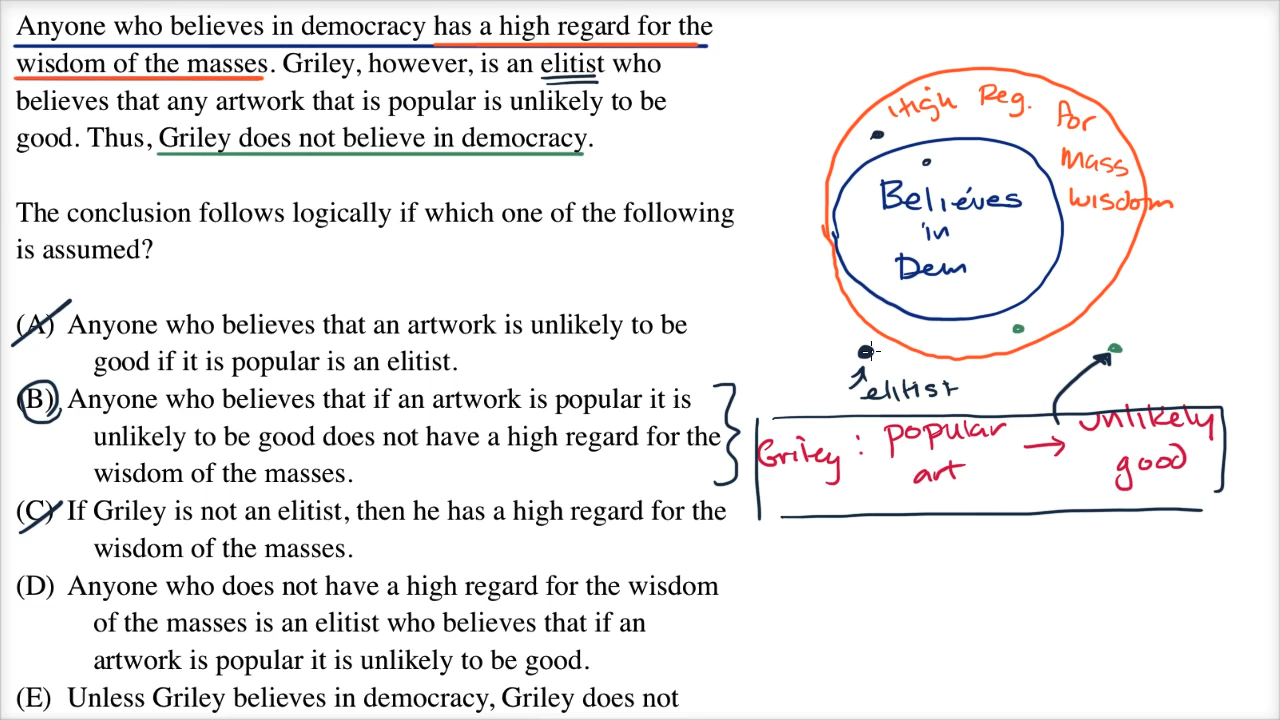 Anyone who believes in democracy has a high regard for the
wisdom of the masses. Griley, however, is an elitist who
believes that any artwork that is popular is unlikely to be
good. Thus, Griley does not believe in democracy.
The conclusion follows logically if which one of the following
is assumed?
(A) Anyone who believes that an artwork is unlikely to be
good if it is popular is an elitist.
(B) Anyone who believes that if an artwork is popular it is
unlikely to be good does not have a high regard for the
wisdom of the masses.
(C) If Griley is not an elitist, then he has a high regard for the
wisdom of the masses.
(D) Anyone who does not have a high regard for the wisdom
of the masses is an elitist who believes that if an
artwork is popular it is unlikely to be good.
(E) Unless Griley believes in democracy, Griley does not
High Reg. for
Mass
wisdom
Believes
in
Dem
elitist
Griley: popular → unlikely
art good